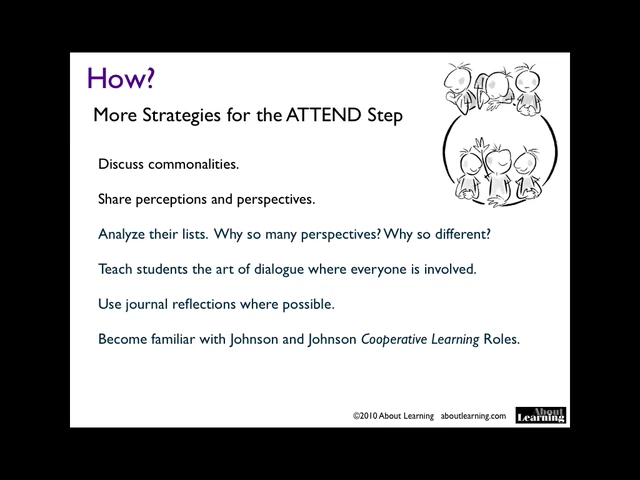 How?
More Strategies for the ATTEND Step
Discuss commonalities.
Share perceptions and perspectives.
Analyze their lists. Why so many perspectives? Why so different?
Teach students the art of dialogue where everyone is involved.
Use journal reflections where possible.
Become familiar with Johnson and Johnson Cooperative Learning Roles.
©2010 About Learning aboutlearning.com
About
Learning